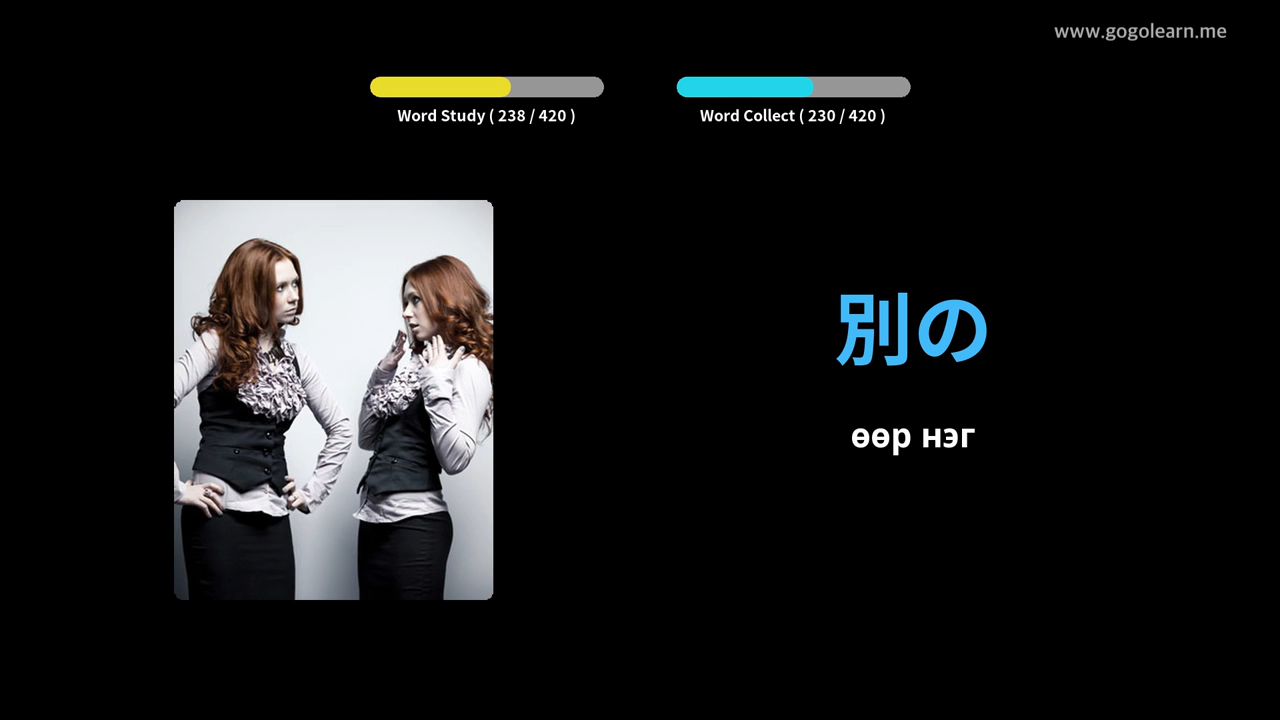 www.gogolearn.me
Word Study ( 238 / 420 )
Word Collect ( 230 / 420 )
別の
өөр нэг